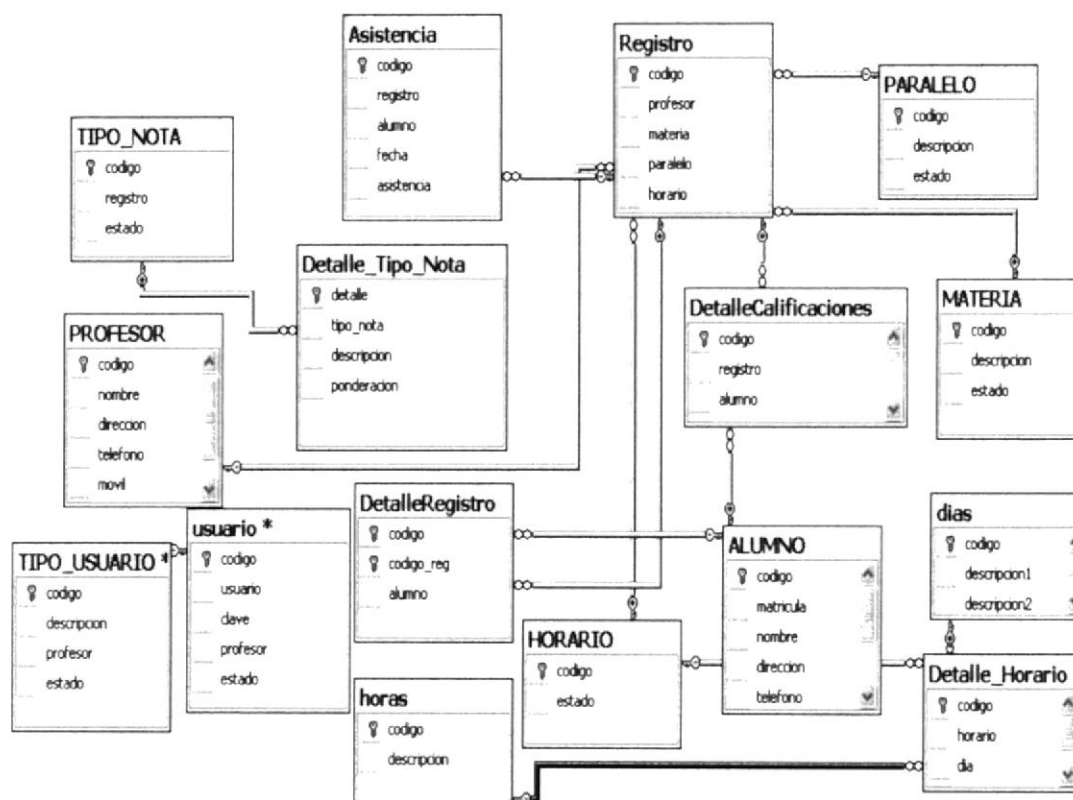 Asistencia
codigo
registro
alumno
fecha
asistencia
Registro
codigo
profesor
materia
paralelo
horario
PARALELO
codigo
descripcion
estado
TIPO_NOTA
codigo
registro
estado
Detalle_Tipo_Nota
detalle
tipo_nota
descripcion
ponderacion
DetalleCalificaciones
codigo
registro
alumno
MATERIA
codigo
descripcion
estado
PROFESOR
codigo
nombre
direccion
telefono
movil
DetalleRegistro
codigo
codigo_reg
alumno
usuario *
codigo
usuario
clave
profesor
estado
TIPO_USUARIO *
codigo
descripcion
profesor
estado
ALUMNO
codigo
matricula
nombre
direccion
telefono
dias
codigo
descripcion1
descripcion2
HORARIO
codigo
estado
horas
codigo
descripcion
Detalle_Horario
codigo
horario
dia